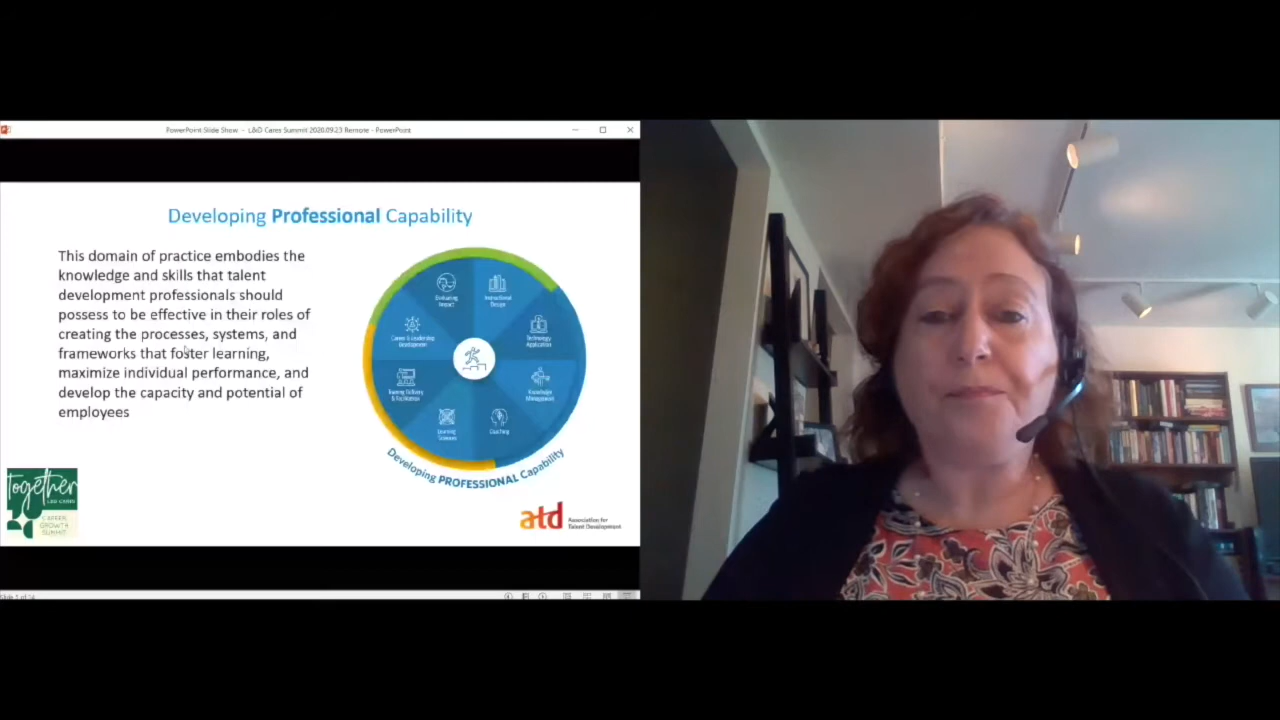 PowerPoint Slide Show - L&D Cares Summit 2020.09.23 Remote - PowerPoint
Developing Professional Capability
This domain of practice embodies the
knowledge and skills that talent
development professionals should
possess to be effective in their roles of
creating the processes, systems, and
frameworks that foster learning,
maximize individual performance, and
develop the capacity and potential of
employees
Evaluating
Impact
Instructional
Design
Career & Leadership
Development
Technology
Application
Training Delivery
& Facilitation
Knowledge
Management
Learning
Sciences
Coaching
Developing PROFESSIONAL Capability
together
L&D CARES
CAREER
GROWTH
SUMMIT
atd
Association for
Talent Development